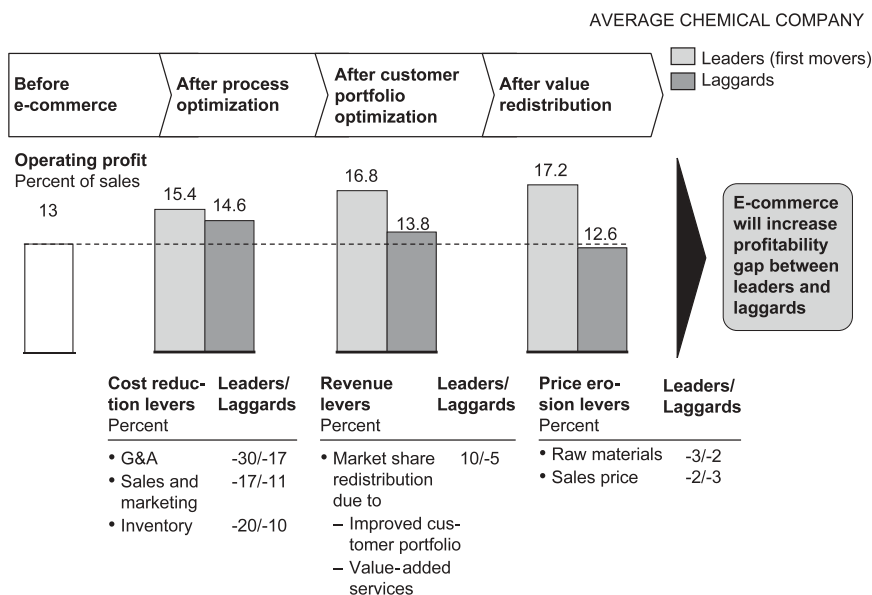 AVERAGE CHEMICAL COMPANY
Leaders (first movers)
Laggards
Before
e-commerce
After process
optimization
After customer
portfolio
optimization
After value
redistribution
Operating profit
Percent of sales
13
15.4
14.6
16.8
13.8
17.2
12.6
E-commerce
will increase
profitability
gap between
leaders and
laggards
Cost reduc-
tion levers
Percent
Leaders/
Laggards
• G&A -30/-17
• Sales and -17/-11
marketing
• Inventory -20/-10
Revenue
levers
Percent
Leaders/
Laggards
• Market share 10/-5
redistribution
due to
– Improved cus-
tomer portfolio
– Value-added
services
Price ero-
sion levers
Percent
Leaders/
Laggards
• Raw materials -3/-2
• Sales price -2/-3